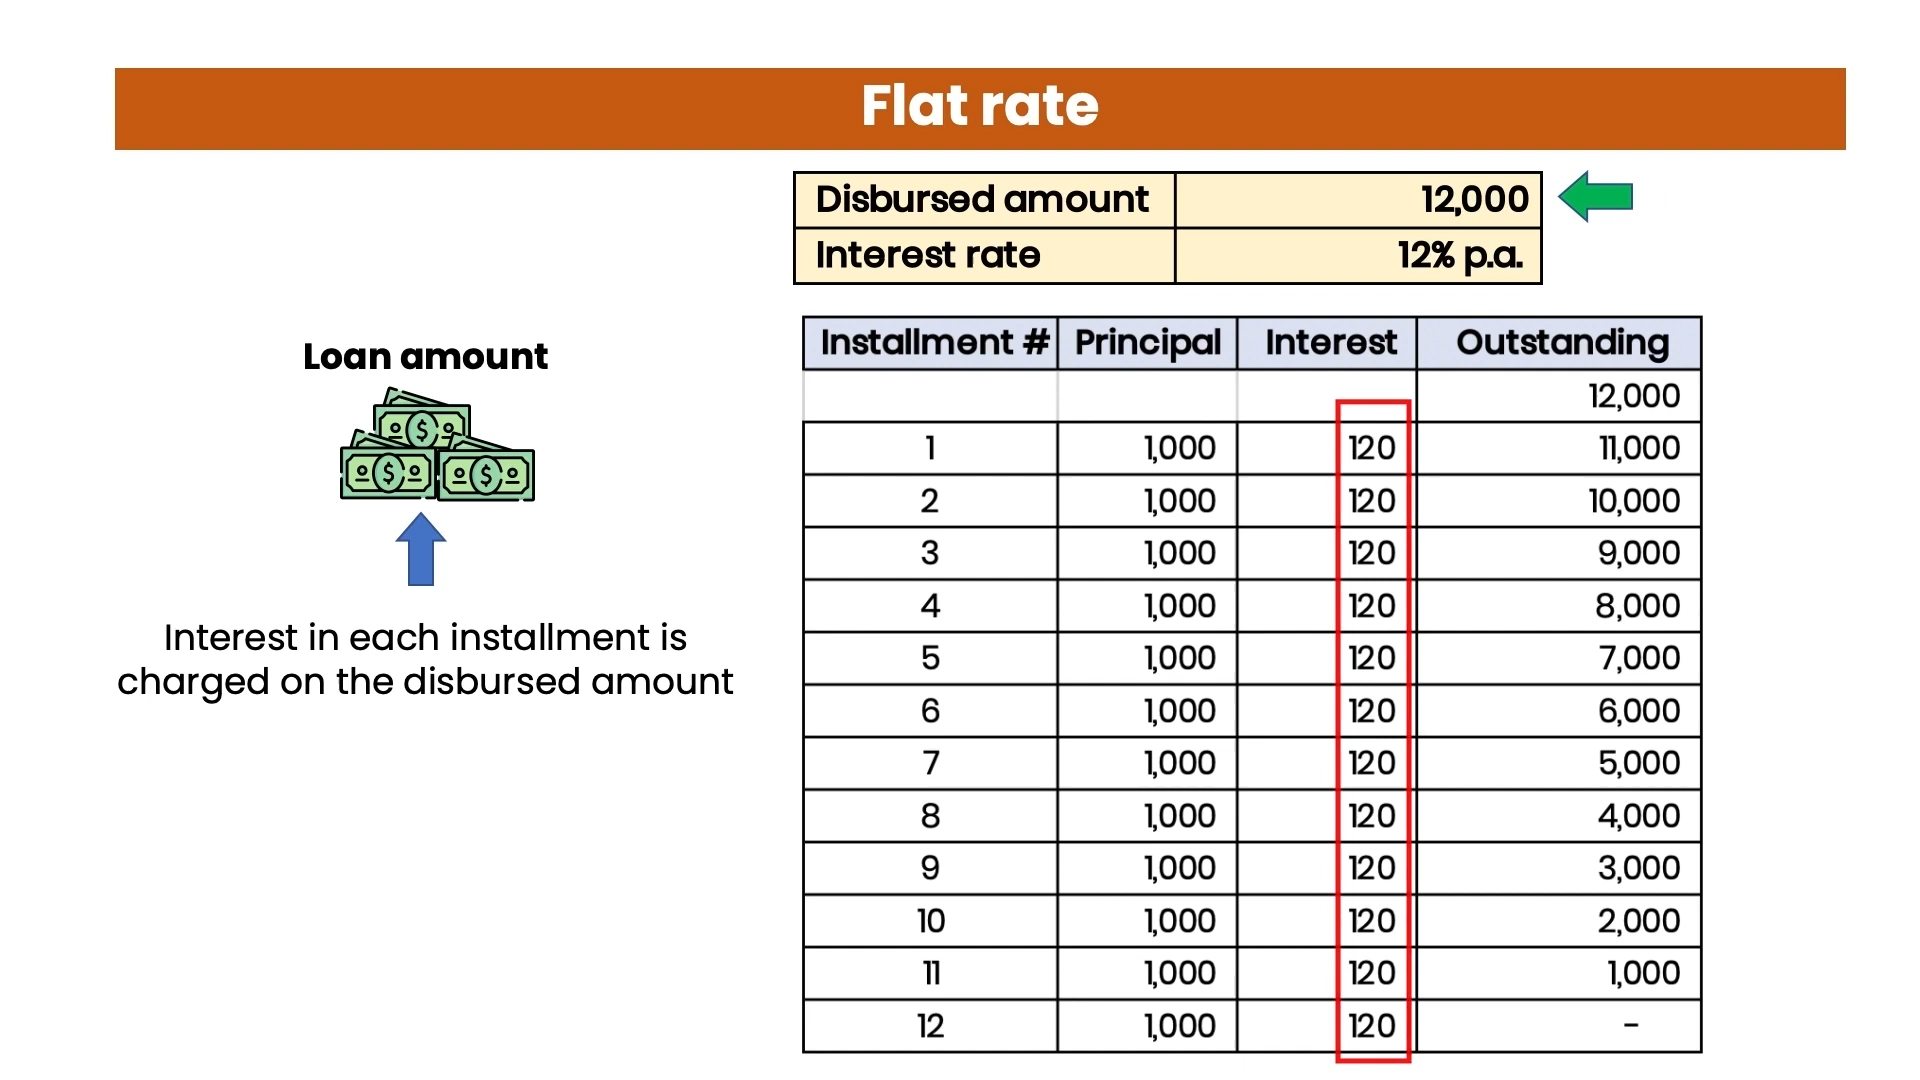 Flat rate
Disbursed amount 12,000
Interest rate 12% p.a.
Loan amount
Interest in each installment is
charged on the disbursed amount
Installment # Principal Interest Outstanding
12,000
1 1,000 120 11,000
2 1,000 120 10,000
3 1,000 120 9,000
4 1,000 120 8,000
5 1,000 120 7,000
6 1,000 120 6,000
7 1,000 120 5,000
8 1,000 120 4,000
9 1,000 120 3,000
10 1,000 120 2,000
11 1,000 120 1,000
12 1,000 120 -